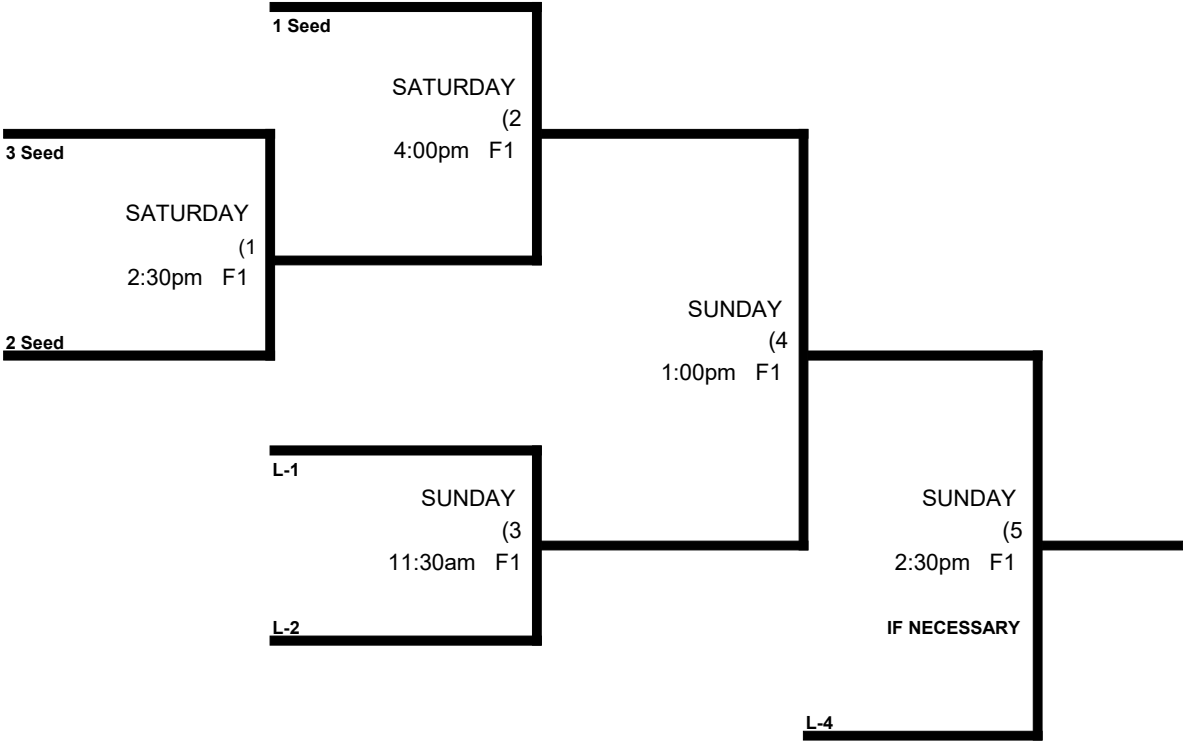 1 Seed
SATURDAY
(2
4:00pm F1
3 Seed
SATURDAY
(1
2:30pm F1
2 Seed
SUNDAY
(4
1:00pm F1
L-1
SUNDAY
(3
11:30am F1
L-2
SUNDAY
(5
2:30pm F1
IF NECESSARY
L-4